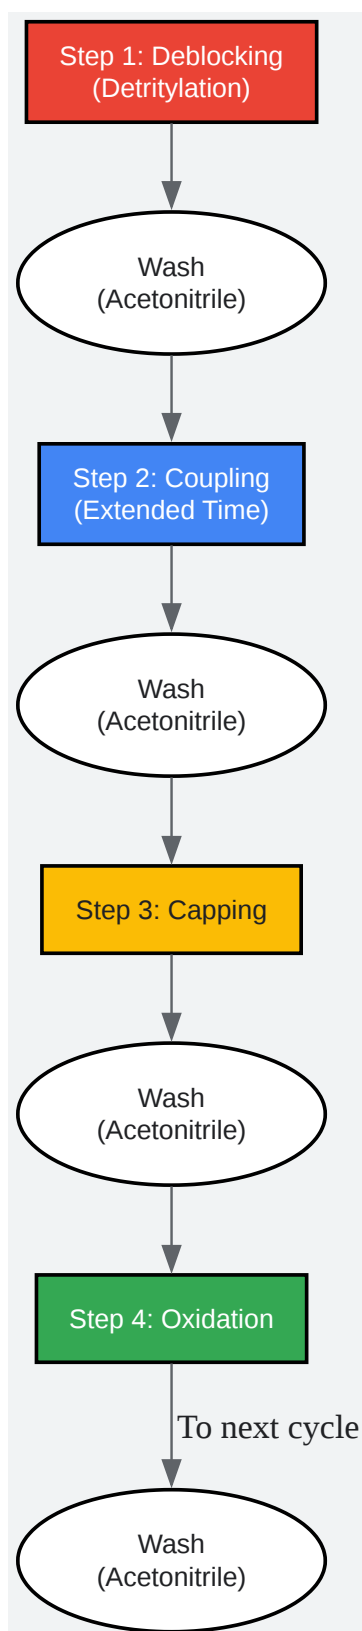 Step 1: Deblocking
(Detritylation)
Wash
(Acetonitrile)
Step 2: Coupling
(Extended Time)
Wash
(Acetonitrile)
Step 3: Capping
Wash
(Acetonitrile)
Step 4: Oxidation
To next cycle
Wash
(Acetonitrile)